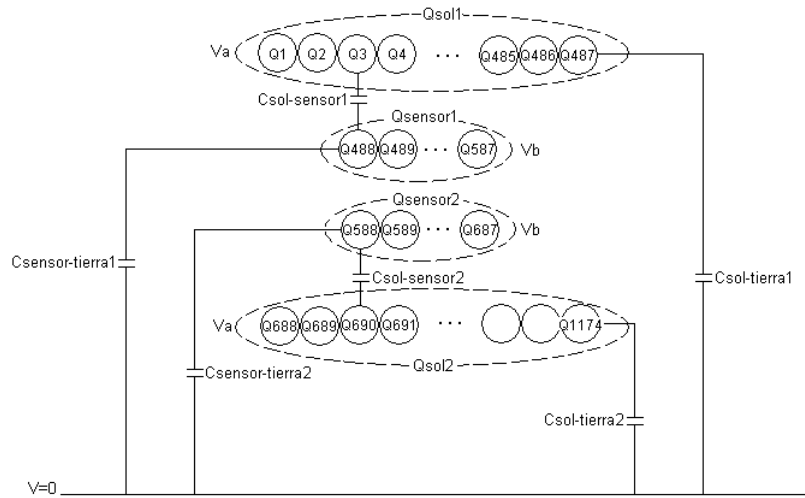 Qsol1
Va
Q1 Q2 Q3 Q4 ... Q485 Q486 Q487
Csol-sensor1
Qsensor1
Q488 Q489 ... Q587
Vb
Qsensor2
Q588 Q589 ... Q687
Vb
Csensor-tierra1
Csol-sensor2
Csol-tierra1
Va
Q688 Q689 Q690 Q691 ... Q1174
Qsol2
Csensor-tierra2
Csol-tierra2
V=0